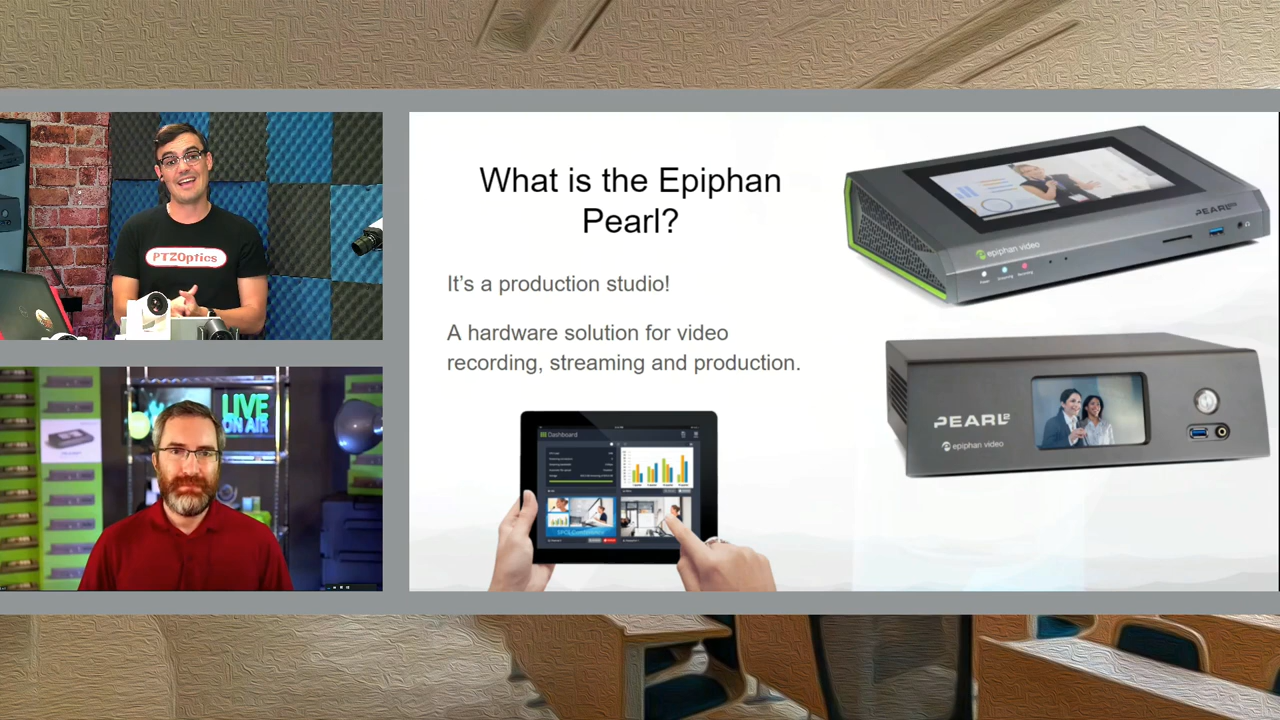 PTZOptics
LIVE
ON AIR
What is the Epiphan
Pearl?
It's a production studio!
A hardware solution for video
recording, streaming and production.
Dashboard
epiphan video
PEARL
PEARL2
epiphan video